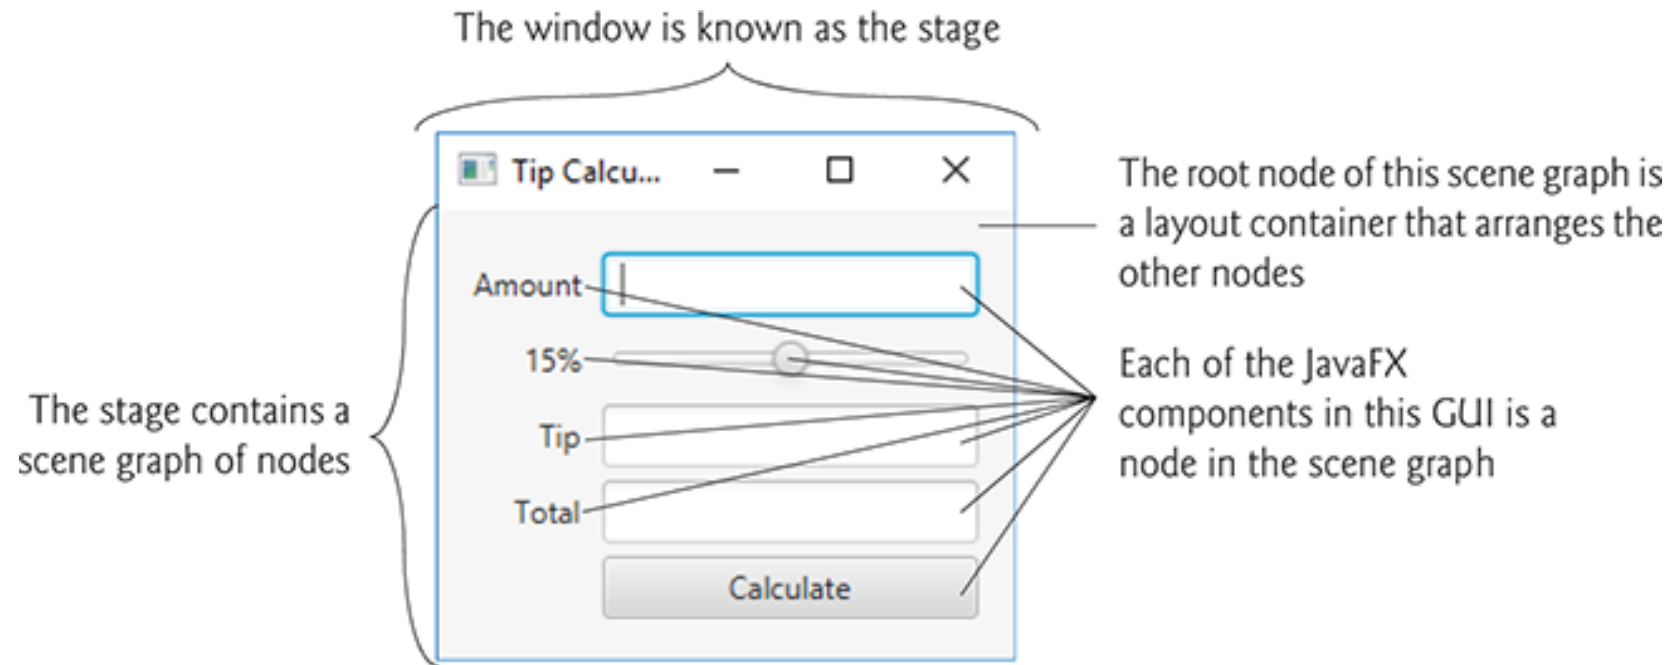 The window is known as the stage
Tip Calcu...
The root node of this scene graph is
a layout container that arranges the
other nodes
Amount
15%
Each of the JavaFX
components in this GUI is a
node in the scene graph
The stage contains a
scene graph of nodes
Tip
Total
Calculate